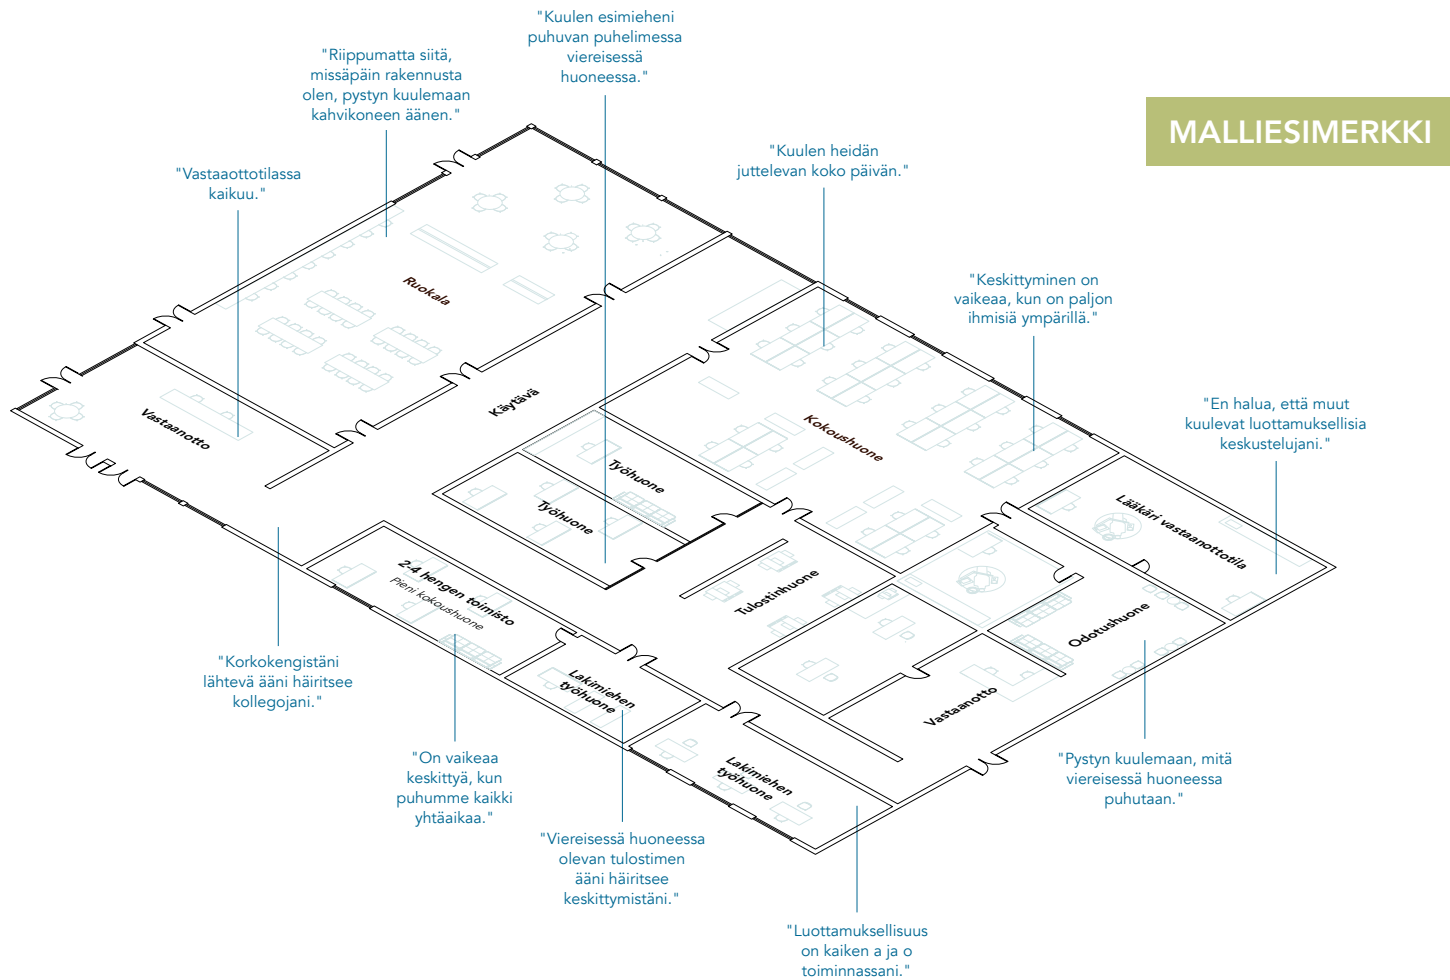 "Kuulen esimieheni
puhuvan puhelimessa
viereisessä
huoneessa."
"Riippumatta siitä,
missäpäin rakennusta
olen, pystyn kuulemaan
kahvikoneen äänen."
MALLIESIMERKKI
"Kuulen heidän
juttelevan koko päivän."
"Vastaaottotilassa
kaikuu."
"Keskittyminen on
vaikeaa, kun on paljon
ihmisiä ympärillä."
Ruokala
Käytävä
Vastaanotto
Kokoushuone
"En halua, että muut
kuulevat luottamuksellisia
keskustelujani."
Työhuone
Työhuone
Lääkäri vastaanottotila
2-4 hengen toimisto
Pieni kokoushuone
Tulostinhuone
Odotushuone
"Korkokengistäni
lähtevä ääni häiritsee
kollegojani."
Lakimiehen
työhuone
Vastaanotto
Lakimiehen
työhuone
"On vaikeaa
keskittyä, kun
puhumme kaikki
yhtäaikaa."
"Pystyn kuulemaan, mitä
viereisessä huoneessa
puhutaan."
"Viereisessä huoneessa
olevan tulostimen
ääni häiritsee
keskittymistäni."
"Luottamuksellisuus
on kaiken a ja o
toiminnassani."